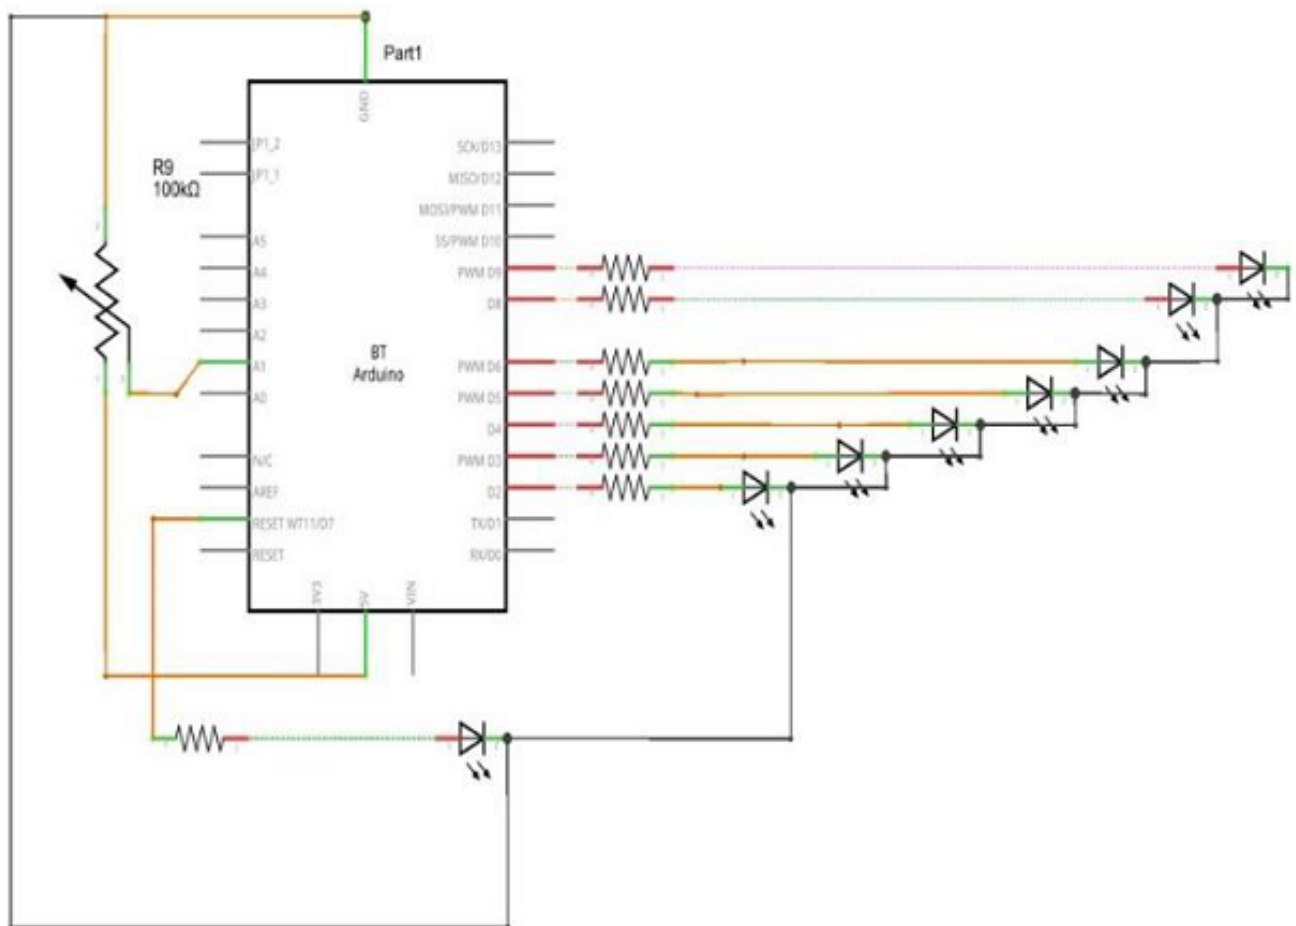 Part1
GND
R9
100kΩ
JP1_2
JP1_1
A5
A4
A3
A2
A1
A0
N/C
AREF
RESET WT11/D7
RESET
SCK/D13
MISO/D12
MOSI/PWM D11
SS/PWM D10
PWM D9
D8
PWM D6
PWM D5
D4
PWM D3
D2
TX/D1
RX/D0
BT
Arduino
3V3
5V
VIN